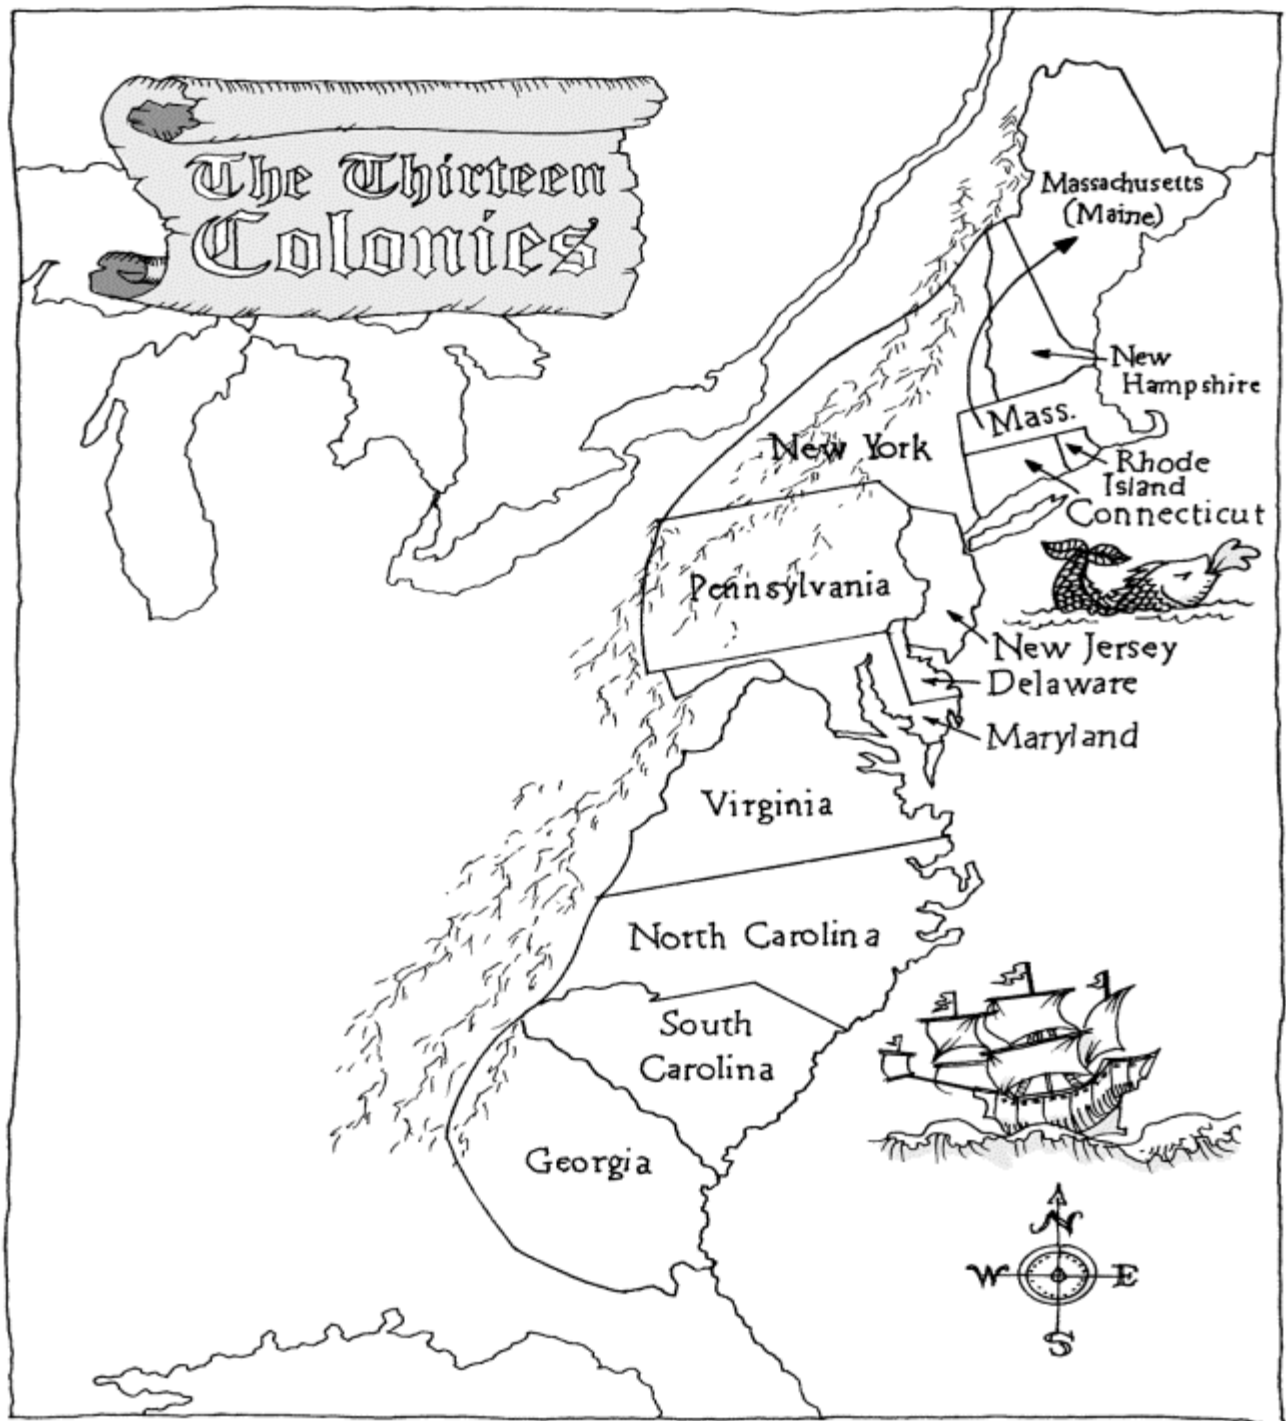 The Thirteen
Colonies
Massachusetts
(Maine)
New
Hampshire
Mass.
New York
Rhode
Island
Connecticut
Pennsylvania
New Jersey
Delaware
Maryland
Virginia
North Carolina
South
Carolina
Georgia
N
W E
S